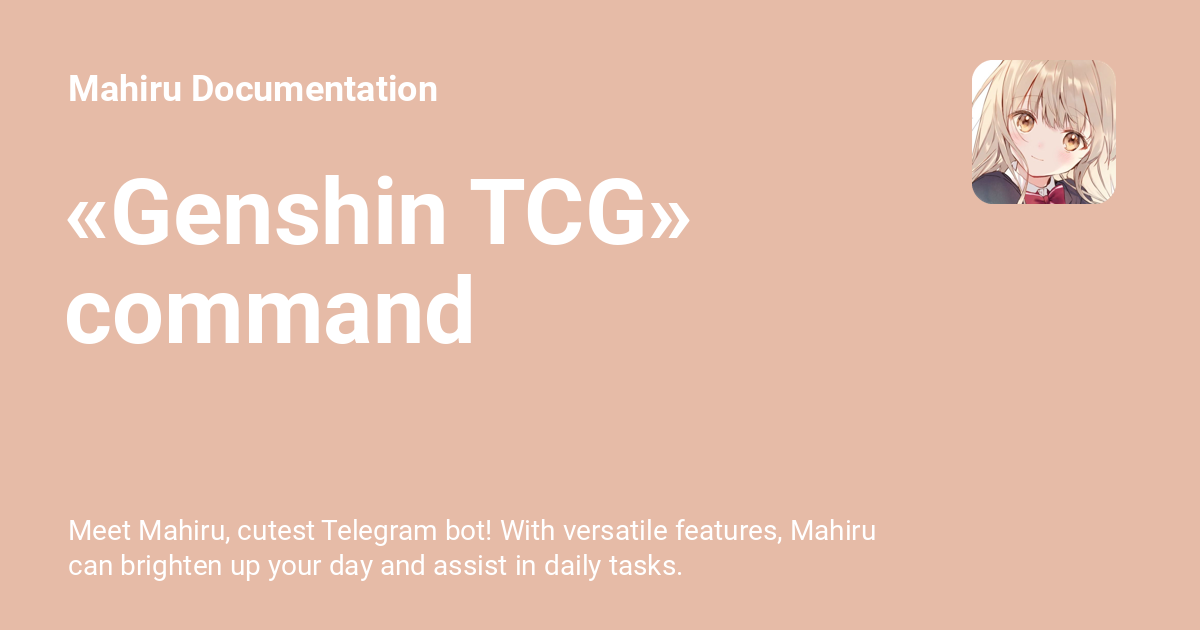 Mahiru Documentation
«Genshin TCG»
command
Meet Mahiru, cutest Telegram bot! With versatile features, Mahiru
can brighten up your day and assist in daily tasks.